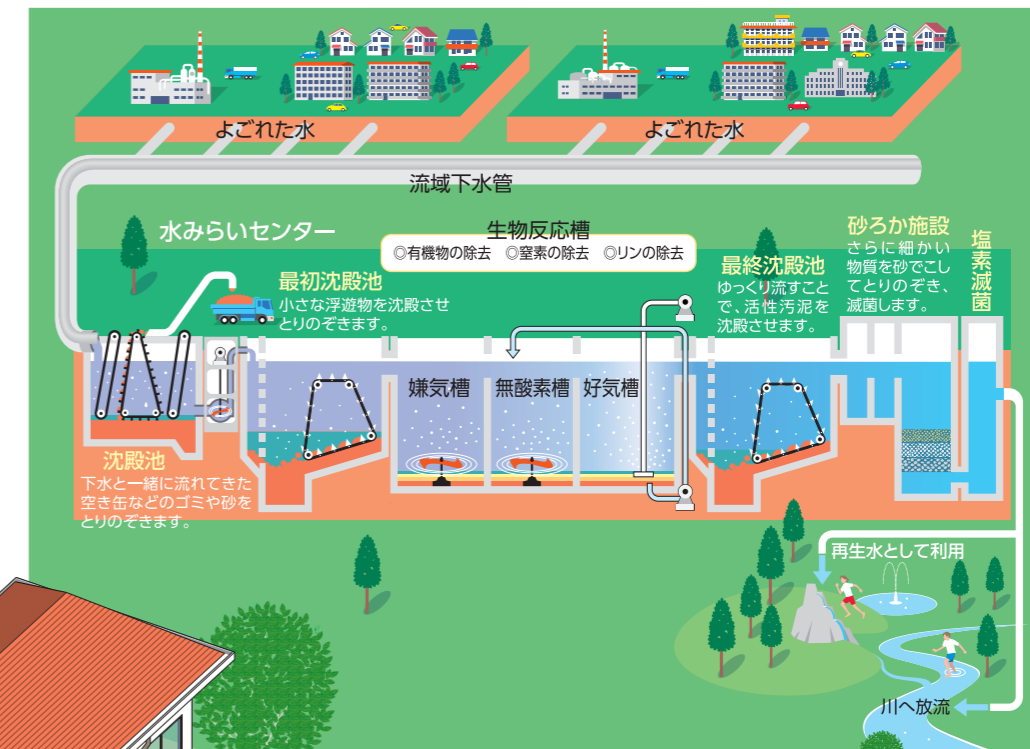 よごれた水
よごれた水
流域下水管
水みらいセンター
生物反応槽
◎有機物の除去 ◎窒素の除去 ◎リンの除去
最初沈殿池
小さな浮遊物を沈殿させ
とりのぞきます。
最終沈殿池
ゆっくり流すこと
で、活性汚泥を
沈殿させます。
砂ろか施設
さらに細かい
物質を砂でこし
てとりのぞき、
滅菌します。
塩素滅菌
嫌気槽
無酸素槽
好気槽
沈殿池
下水と一緒に流れてきた
空き缶などのゴミや砂を
とりのぞきます。
再生水として利用
川へ放流